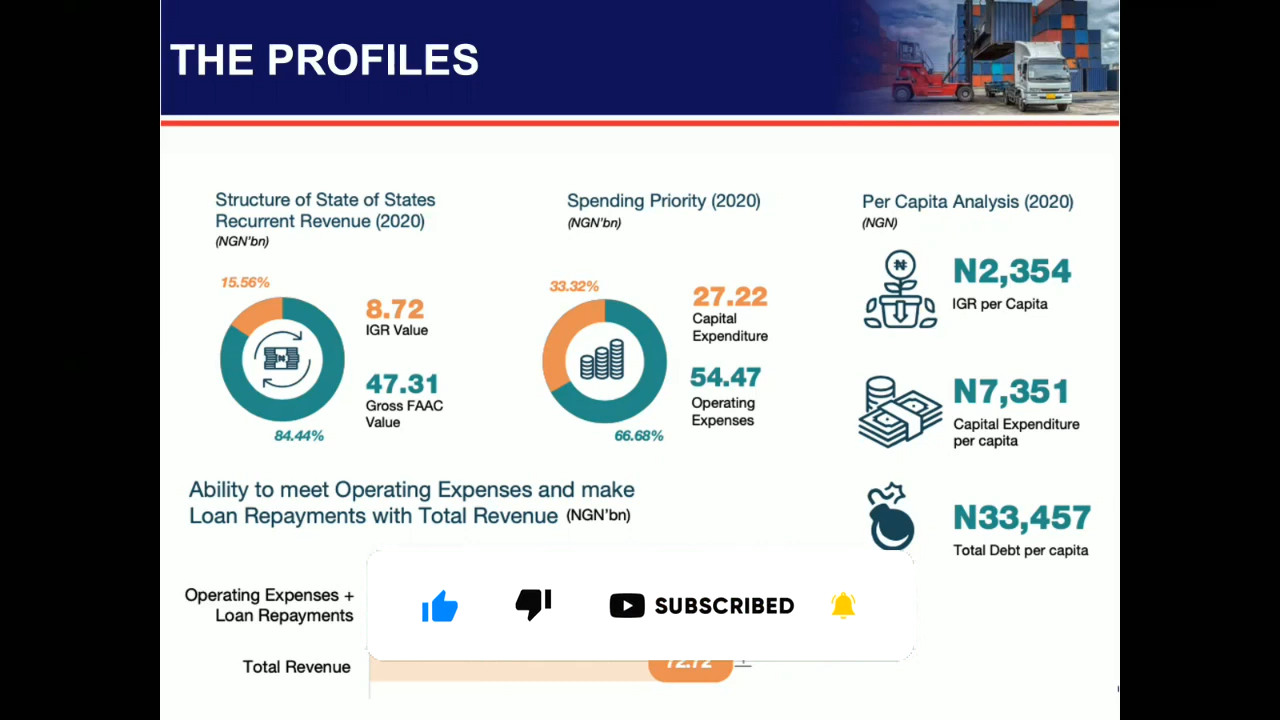 THE PROFILES
Structure of State of States
Recurrent Revenue (2020)
(NGN'bn)
15.56%
8.72
IGR Value
47.31
Gross FAAC
Value
84.44%
Spending Priority (2020)
(NGN'bn)
33.32%
27.22
Capital
Expenditure
54.47
Operating
Expenses
66.68%
Per Capita Analysis (2020)
(NGN)
N2,354
IGR per Capita
N7,351
Capital Expenditure
per capita
N33,457
Total Debt per capita
Ability to meet Operating Expenses and make
Loan Repayments with Total Revenue (NGN'bn)
Operating Expenses +
Loan Repayments
SUBSCRIBED
Total Revenue
72.72